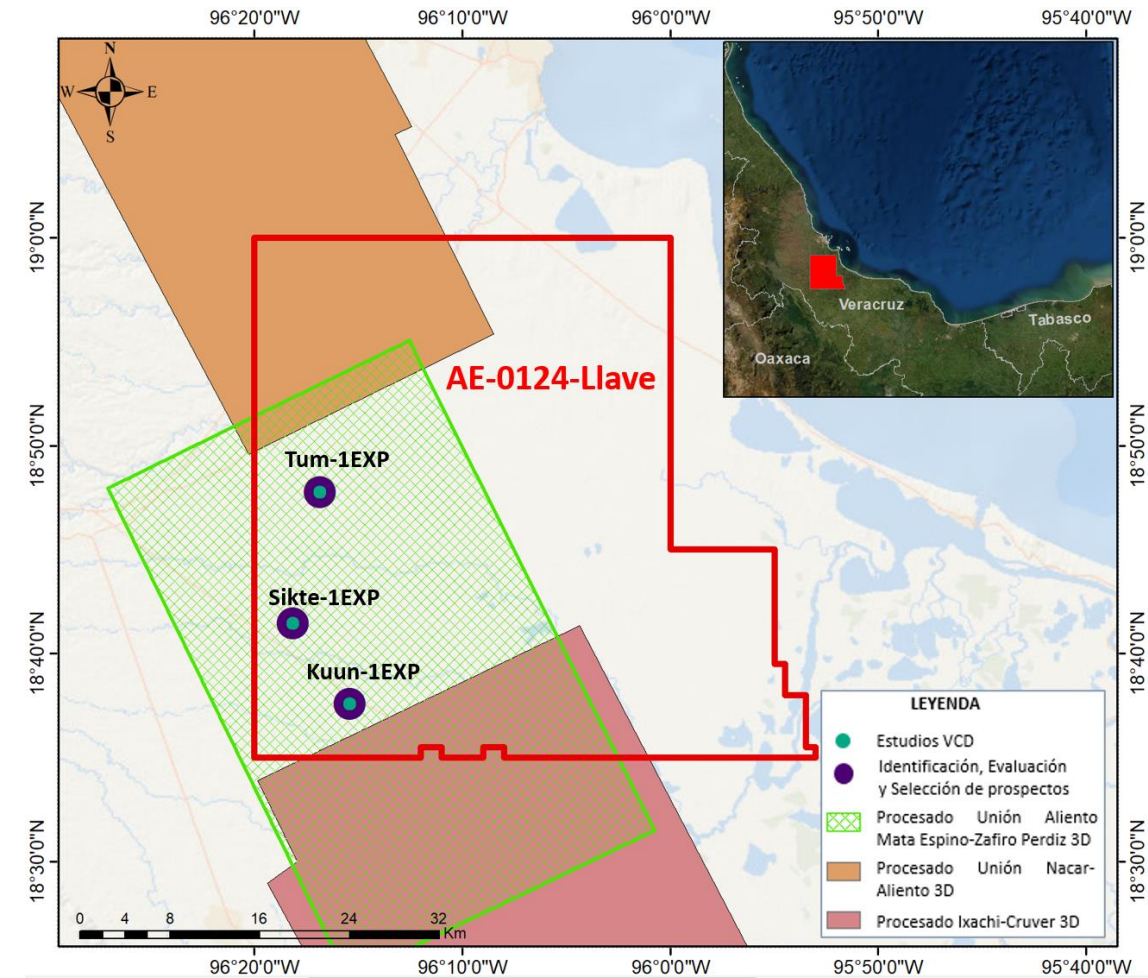 96°20'0"W 96°10'0"W 96°0'0"W 95°50'0"W 95°40'0"W
N
W E
S
19°0'0"N
18°50'0"N
18°40'0"N
18°30'0"N
Veracruz
Tabasco
Oaxaca
AE-0124-Llave
Tum-1EXP
Sikte-1EXP
Kuun-1EXP
19°0'0"N
18°50'0"N
18°40'0"N
18°30'0"N
LEYENDA
Estudios VCD
Identificación, Evaluación
y Selección de prospectos
Procesado Unión Aliento
Mata Espino-Zafiro Perdiz 3D
Procesado Unión Nacar-
Aliento 3D
Procesado Ixachi-Cruver 3D
0 4 8 16 24 32
Km
96°20'0"W 96°10'0"W 96°0'0"W 95°50'0"W 95°40'0"W